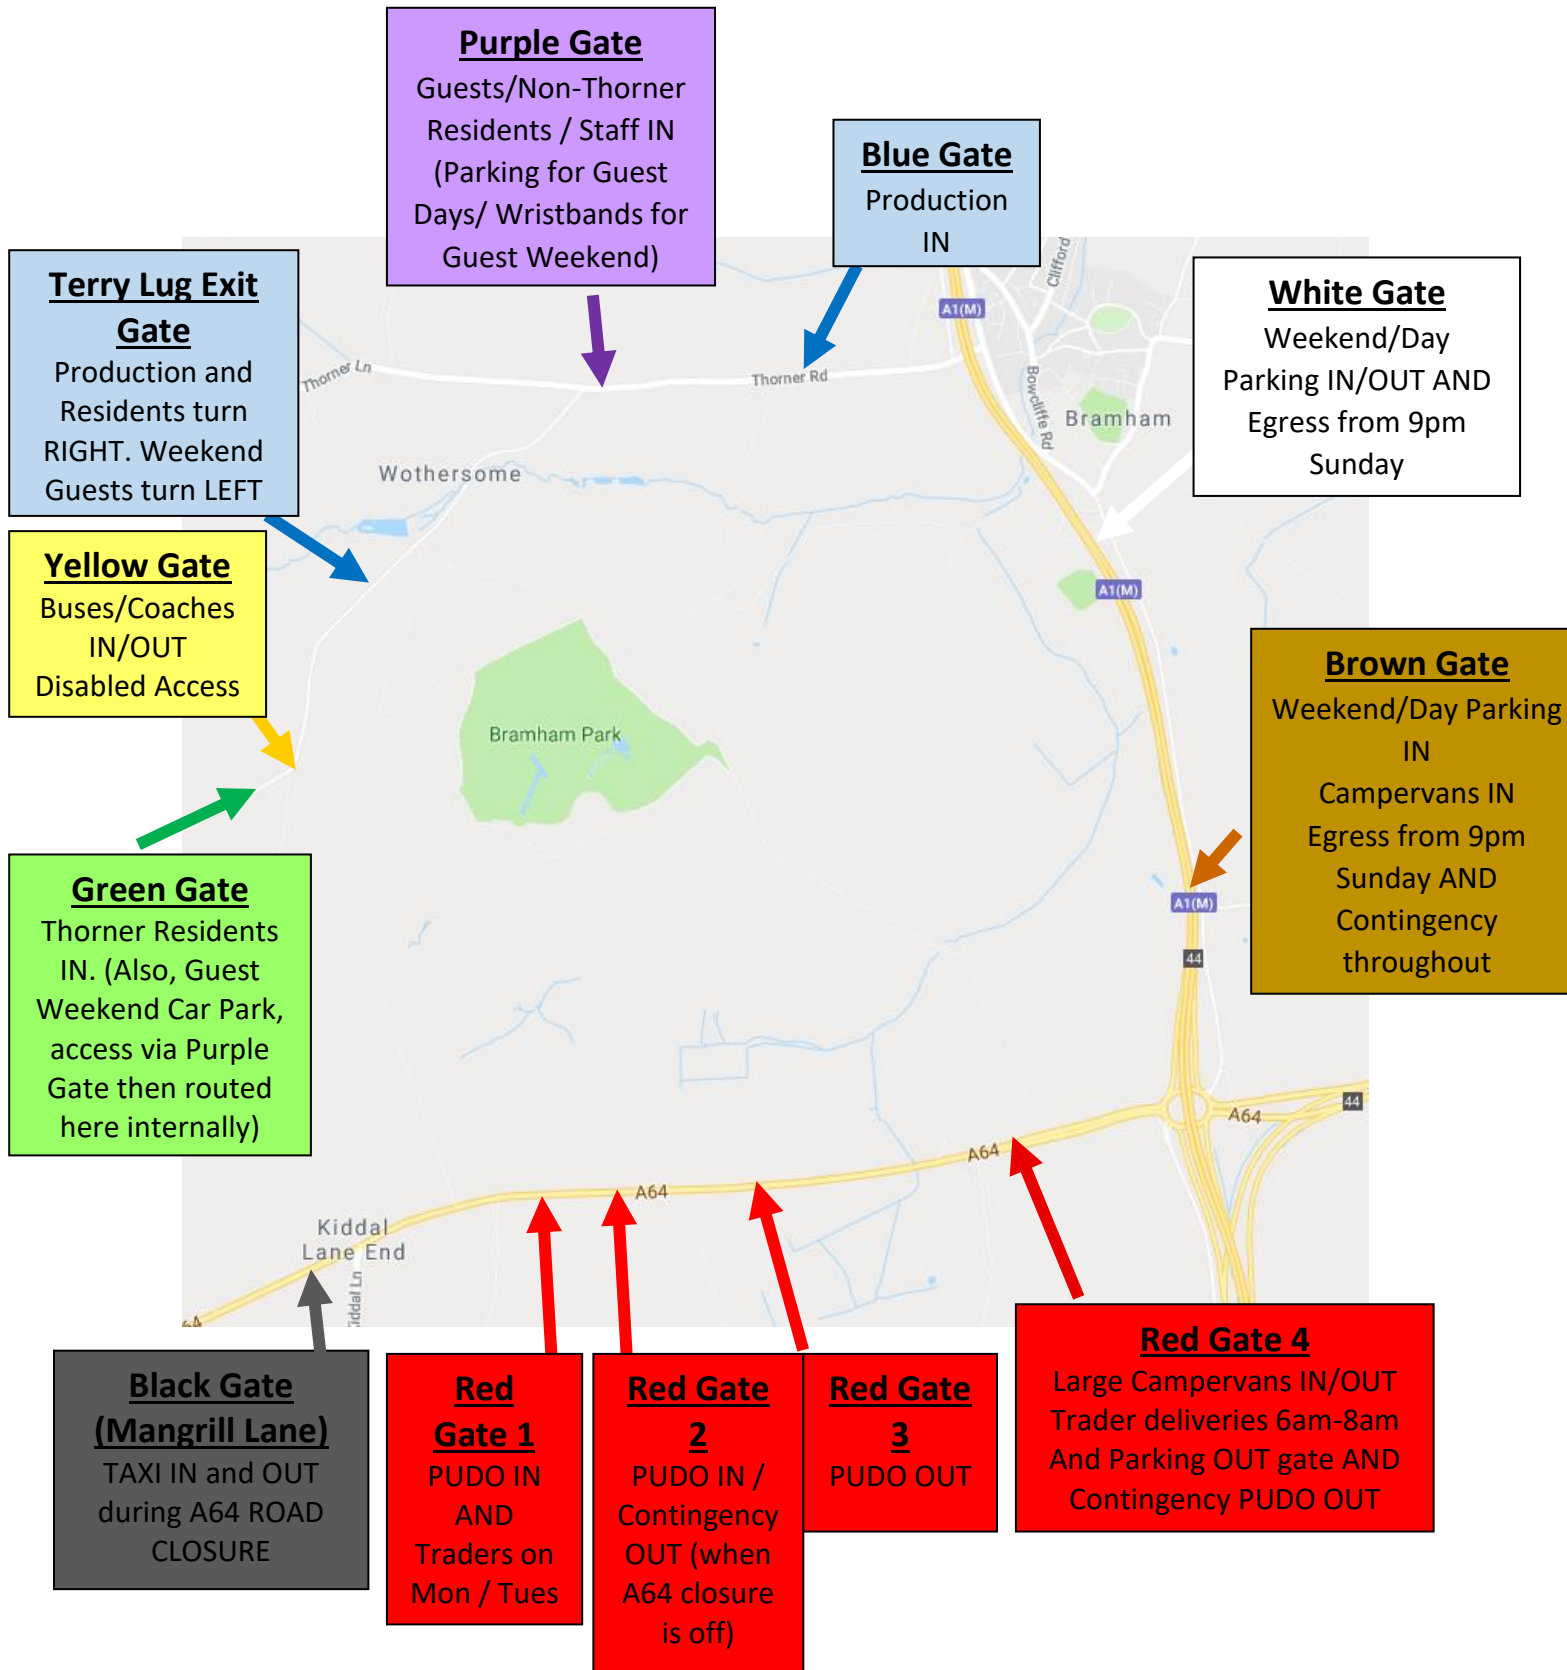 Purple Gate
Guests/Non-Thorner
Residents / Staff IN
(Parking for Guest
Days/ Wristbands for
Guest Weekend)
Blue Gate
Production
IN
Terry Lug Exit
Gate
Production and
Residents turn
RIGHT. Weekend
Guests turn LEFT
White Gate
Weekend/Day
Parking IN/OUT AND
Egress from 9pm
Sunday
Clifford
A1(M)
Thorner Ln
Thorner Rd
Bowcliffe Rd
Bramham
Wothersome
Yellow Gate
Buses/Coaches
IN/OUT
Disabled Access
A1(M)
Brown Gate
Weekend/Day Parking
IN
Campervans IN
Egress from 9pm
Sunday AND
Contingency
throughout
Bramham Park
Green Gate
Thorner Residents
IN. (Also, Guest
Weekend Car Park,
access via Purple
Gate then routed
here internally)
A1(M)
44
44
A64
A64
A64
Kiddal
Lane End
Kiddal Ln
64
Black Gate
(Mangrill Lane)
TAXI IN and OUT
during A64 ROAD
CLOSURE
Red
Gate 1
PUDO IN
AND
Traders on
Mon / Tues
Red Gate
2
PUDO IN /
Contingency
OUT (when
A64 closure
is off)
Red Gate
3
PUDO OUT
Red Gate 4
Large Campervans IN/OUT
Trader deliveries 6am-8am
And Parking OUT gate AND
Contingency PUDO OUT